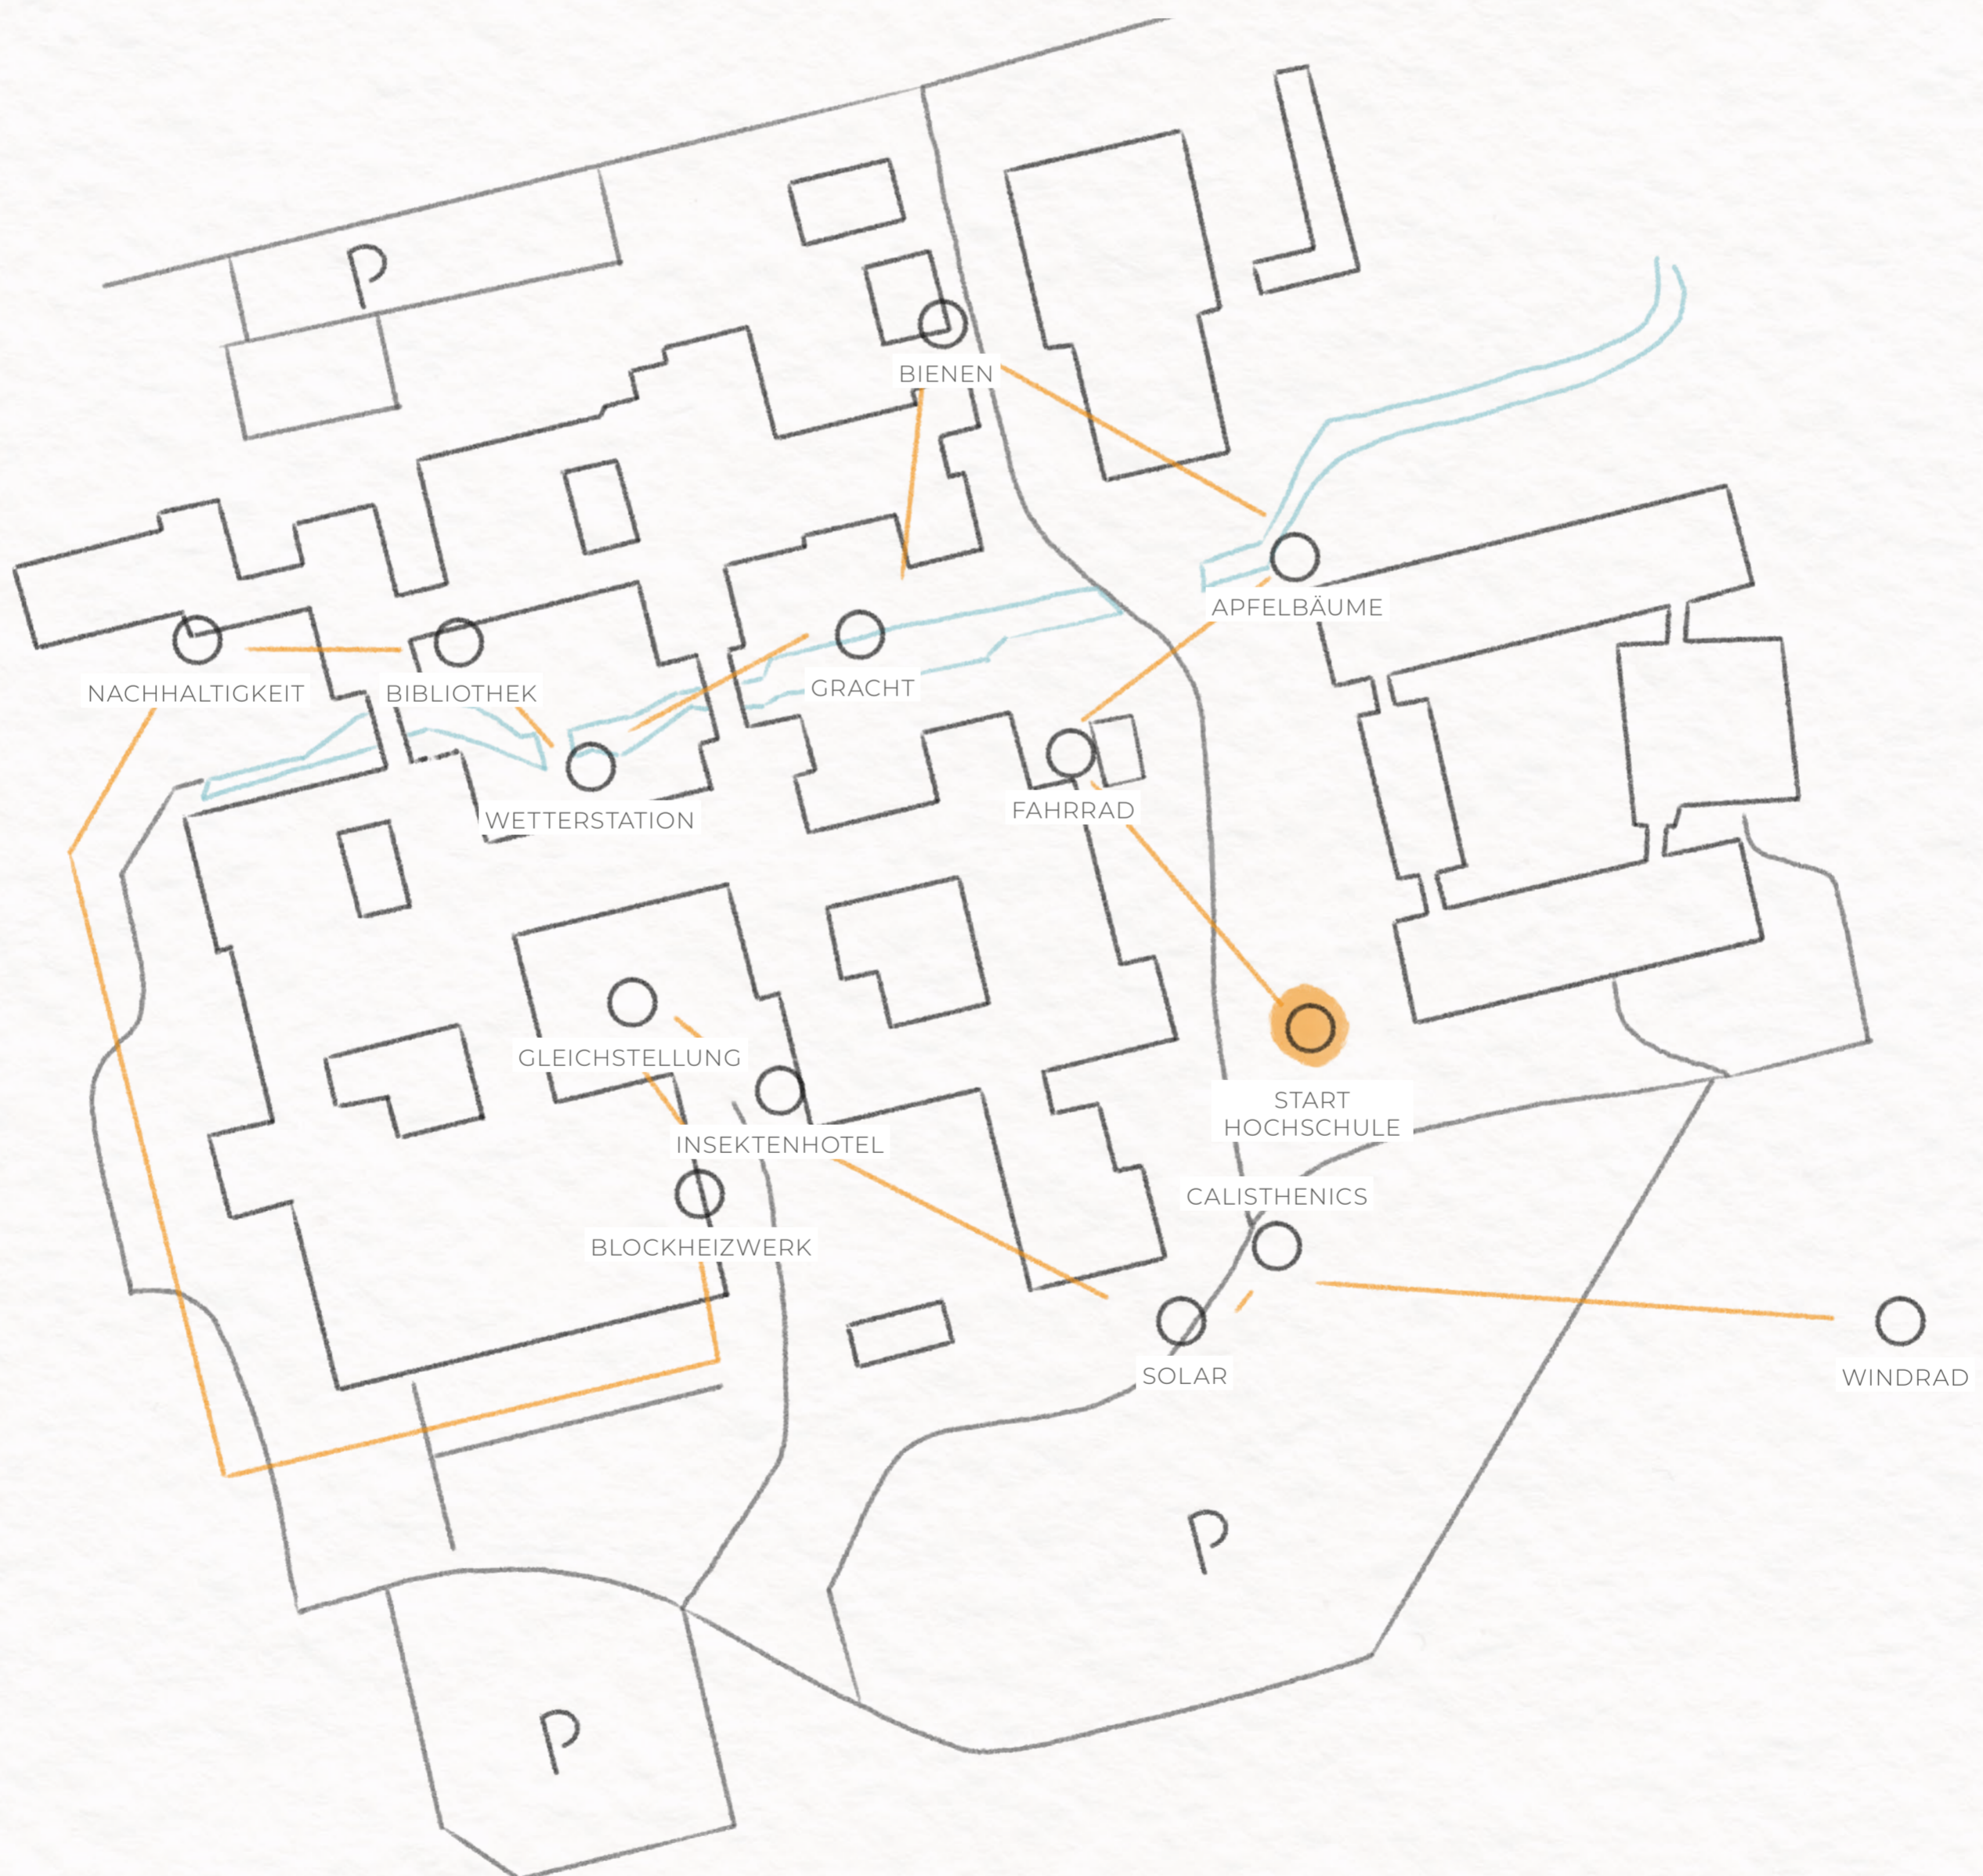 P
BIENEN
APFELBÄUME
NACHHALTIGKEIT
BIBLIOTHEK
GRACHT
WETTERSTATION
FAHRRAD
GLEICHSTELLUNG
START
HOCHSCHULE
INSEKTENHOTEL
CALISTHENICS
BLOCKHEIZWERK
SOLAR
WINDRAD
P
P